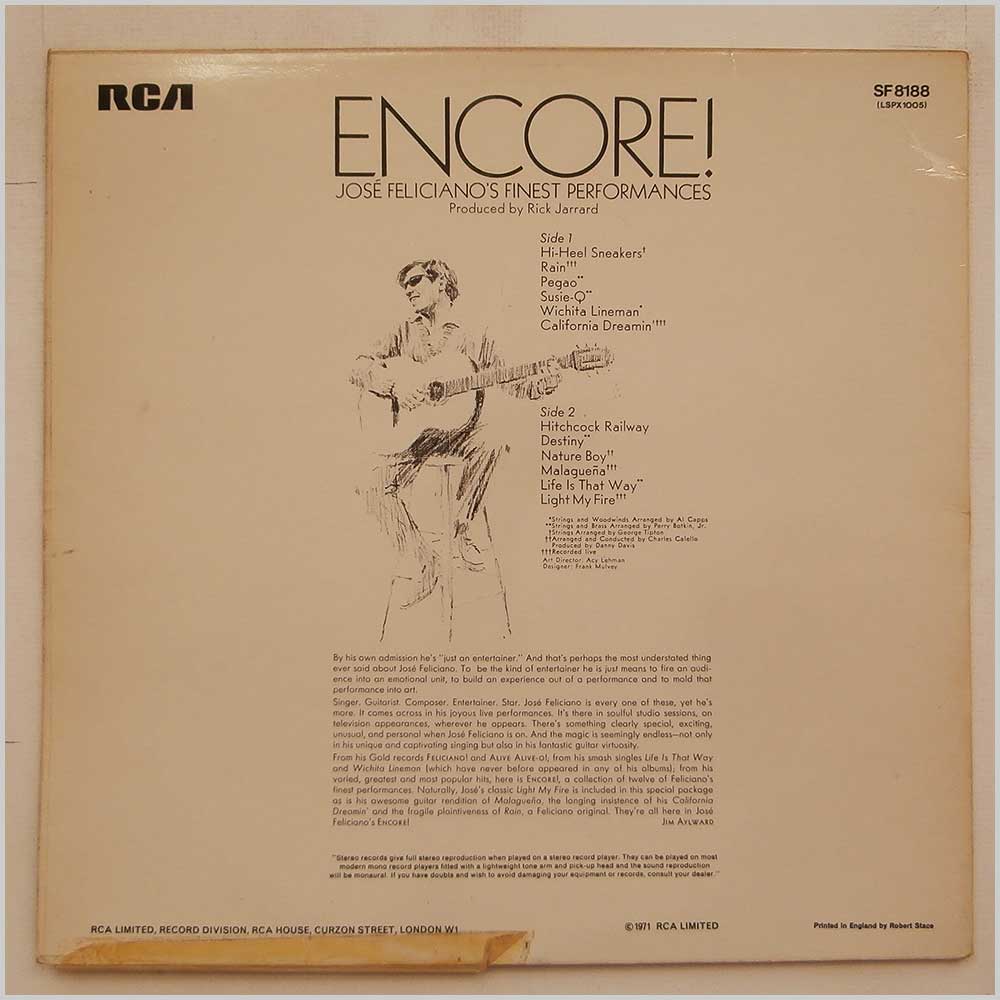 RCA
SF 8188
(LSPX1005)
ENCORE!
JOSÉ FELICIANO'S FINEST PERFORMANCES
Produced by Rick Jarrard
Side 1
Hi-Heel Sneakers†
Rain†††
Pegao**
Susie-Q**
Wichita Lineman*
California Dreamin'†††
Side 2
Hitchcock Railway
Destiny**
Nature Boy††
Malagueña†††
Life Is That Way**
Light My Fire†††
*Strings and Woodwinds Arranged by Al Capps
**Strings and Brass Arranged by Perry Botkin, Jr.
†Strings Arranged by George Tipton
††Arranged and Conducted by Charles Calello
Produced by Danny Davis
†††Recorded live
Art Director: Acy Lehman
Designer: Frank Mulvey
By his own admission he's "just an entertainer." And that's perhaps the most understated thing
ever said about José Feliciano. To be the kind of entertainer he is just means to fire an audi-
ence into an emotional unit, to build an experience out of a performance and to mold that
performance into art.
Singer. Guitarist. Composer. Entertainer. Star. José Feliciano is every one of these, yet he's
more. It comes across in his joyous live performances. It's there in soulful studio sessions, on
television appearances, wherever he appears. There's something clearly special, exciting,
unusual, and personal when José Feliciano is on. And the magic is seemingly endless—not only
in his unique and captivating singing but also in his fantastic guitar virtuosity.
From his Gold records FELICIANO! and ALIVE ALIVE-O!, from his smash singles Life Is That Way
and Wichita Lineman (which have never before appeared in any of his albums); from his
varied, greatest and most popular hits, here is ENCORE!, a collection of twelve of Feliciano's
finest performances. Naturally, José's classic Light My Fire is included in this special package
as is his awesome guitar rendition of Malagueña, the longing insistence of his California
Dreamin' and the fragile plaintiveness of Rain, a Feliciano original. They're all here in José
Feliciano's ENCORE! JIM AYLWARD
"Stereo records give full stereo reproduction when played on a stereo record player. They can be played on most
modern mono record players fitted with a lightweight tone arm and pick-up head and the sound reproduction
will be monaural. If you have doubts and wish to avoid damaging your equipment or records, consult your dealer."
RCA LIMITED, RECORD DIVISION, RCA HOUSE, CURZON STREET, LONDON W1
©1971 RCA LIMITED
Printed in England by Robert Stace